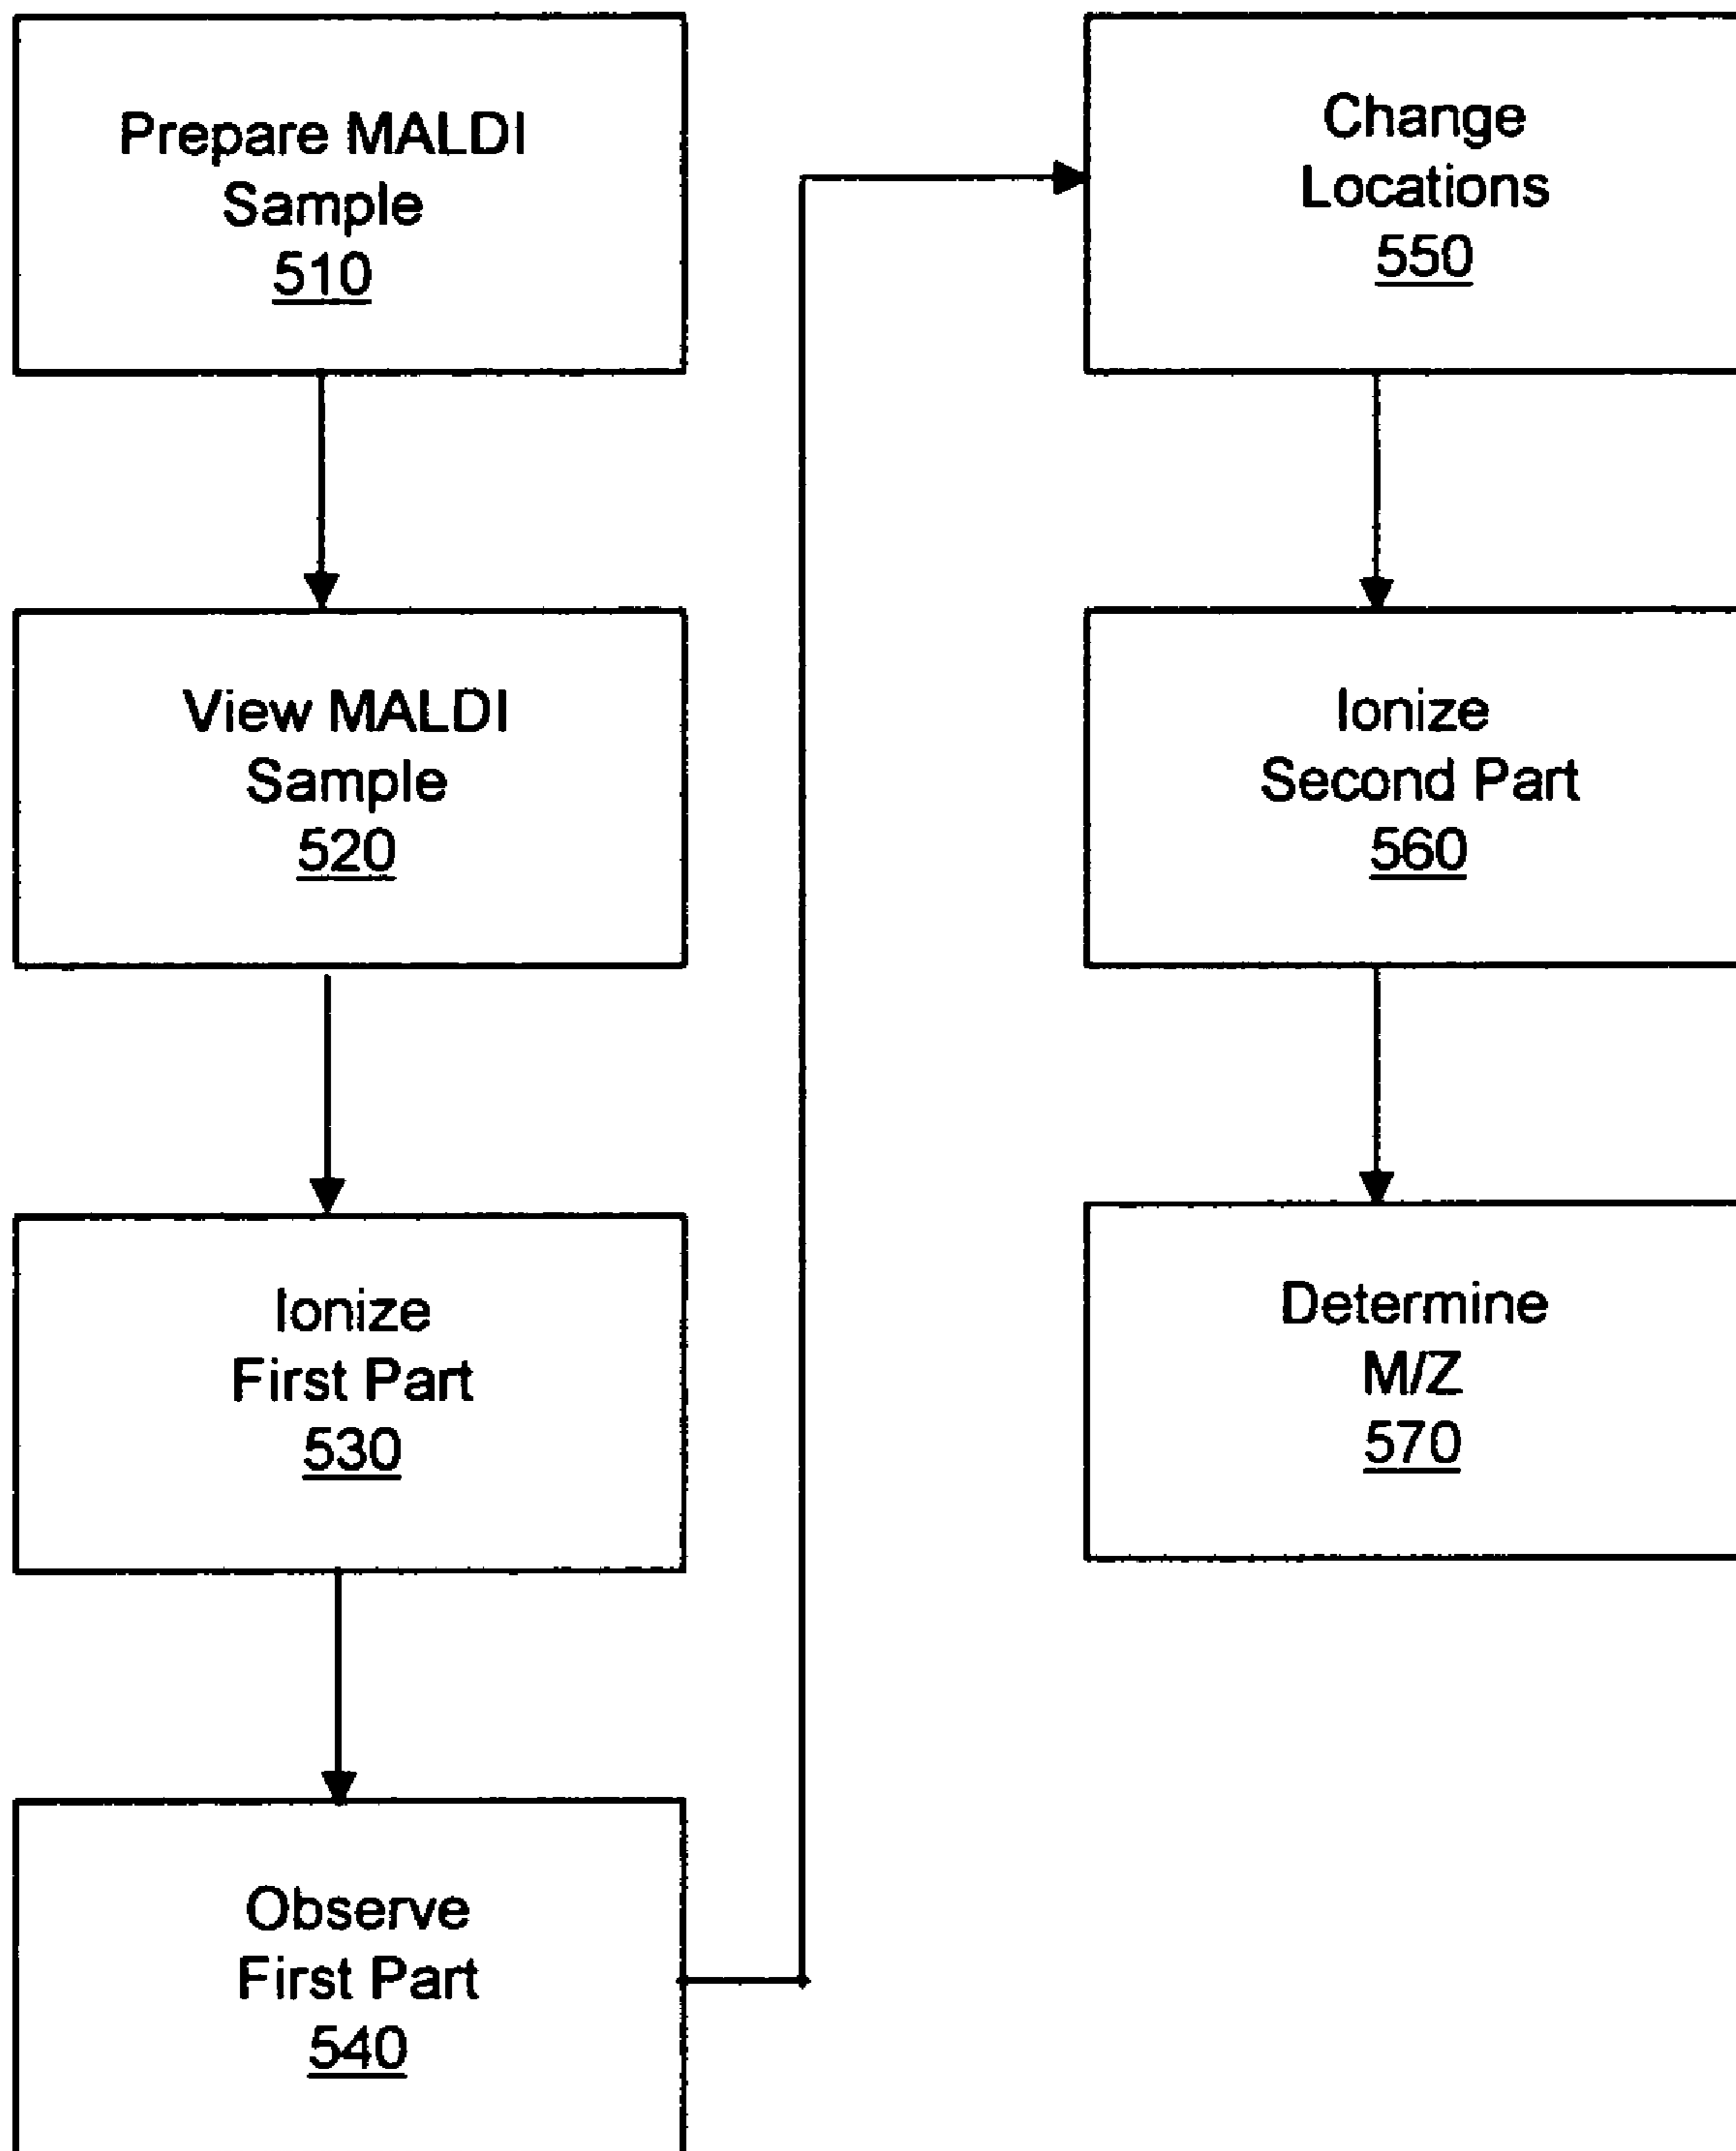 Prepare MALDI
Sample
510
View MALDI
Sample
520
Ionize
First Part
530
Observe
First Part
540
Change
Locations
550
Ionize
Second Part
560
Determine
M/Z
570